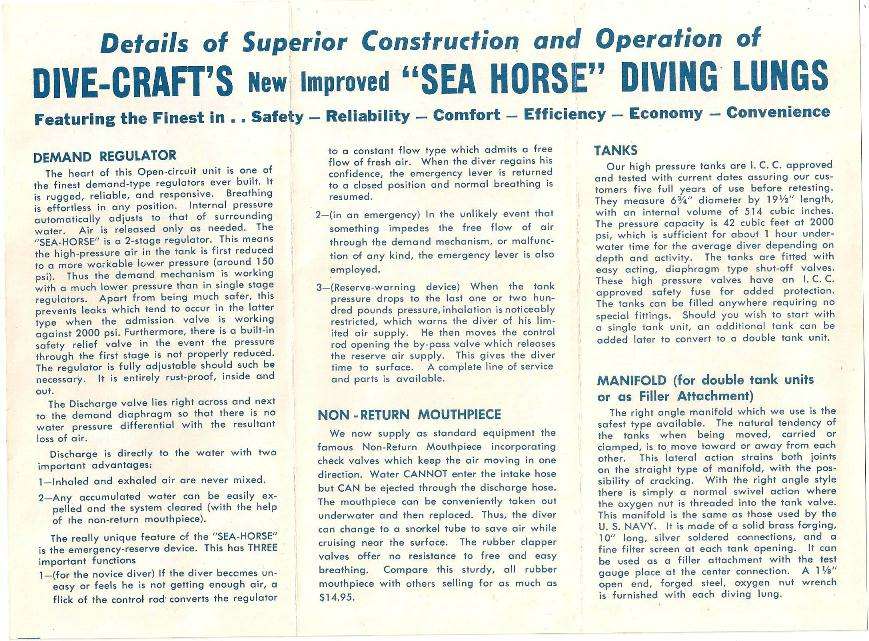 Details of Superior Construction and Operation of
DIVE-CRAFT'S New Improved "SEA HORSE" DIVING LUNGS
Featuring the Finest in . . Safety — Reliability — Comfort — Efficiency — Economy — Convenience
DEMAND REGULATOR
The heart of this Open-circuit unit is one of
the finest demand-type regulators ever built. It
is rugged, reliable, and responsive. Breathing
is effortless in any position. Internal pressure
automatically adjusts to that of surrounding
water. Air is released only as needed. The
"SEA-HORSE" is a 2-stage regulator. This means
the high-pressure air in the tank is first reduced
to a more workable lower pressure (around 150
psi). Thus the demand mechanism is working
with a much lower pressure than in single stage
regulators. Apart from being much safer, this
prevents leaks which tend to occur in the latter
type when the admission valve is working
against 2000 psi. Furthermore, there is a built-in
safety relief valve in the event the pressure
through the first stage is not properly reduced.
The regulator is fully adjustable should such be
necessary. It is entirely rust-proof, inside and
out.
The Discharge valve lies right across and next
to the demand diaphragm so that there is no
water pressure differential with the resultant
loss of air.
Discharge is directly to the water with two
important advantages:
1—Inhaled and exhaled air are never mixed.
2—Any accumulated water can be easily ex-
pelled and the system cleared (with the help
of the non-return mouthpiece).
The really unique feature of the "SEA-HORSE"
is the emergency-reserve device. This has THREE
important functions
1—(for the novice diver) If the diver becomes un-
easy or feels he is not getting enough air, a
flick of the control rod converts the regulator
to a constant flow type which admits a free
flow of fresh air. When the diver regains his
confidence, the emergency lever is returned
to a closed position and normal breathing is
resumed.
2—(in an emergency) In the unlikely event that
something impedes the free flow of air
through the demand mechanism, or malfunc-
tion of any kind, the emergency lever is also
employed.
3—(Reserve-warning device) When the tank
pressure drops to the last one or two hun-
dred pounds pressure, inhalation is noticeably
restricted, which warns the diver of his lim-
ited air supply. He then moves the control
rod opening the by-pass valve which releases
the reserve air supply. This gives the diver
time to surface. A complete line of service
and parts is available.
NON-RETURN MOUTHPIECE
We now supply as standard equipment the
famous Non-Return Mouthpiece incorporating
check valves which keep the air moving in one
direction. Water CANNOT enter the intake hose
but CAN be ejected through the discharge hose.
The mouthpiece can be conveniently taken out
underwater and then replaced. Thus, the diver
can change to a snorkel tube to save air while
cruising near the surface. The rubber clapper
valves offer no resistance to free and easy
breathing. Compare this sturdy, all rubber
mouthpiece with others selling for as much as
$14.95.
TANKS
Our high pressure tanks are I. C. C. approved
and tested with current dates assuring our cus-
tomers five full years of use before retesting.
They measure 6¾" diameter by 19½" length,
with an internal volume of 514 cubic inches.
The pressure capacity is 42 cubic feet at 2000
psi, which is sufficient for about 1 hour under-
water time for the average diver depending on
depth and activity. The tanks are fitted with
easy acting, diaphragm type shut-off valves.
These high pressure valves have an I. C. C.
approved safety fuse for added protection.
The tanks can be filled anywhere requiring no
special fittings. Should you wish to start with
a single tank unit, an additional tank can be
added later to convert to a double tank unit.
MANIFOLD (for double tank units
or as Filler Attachment)
The right angle manifold which we use is the
safest type available. The natural tendency of
the tanks when being moved, carried or
clamped, is to move toward or away from each
other. This lateral action strains both joints
on the straight type of manifold, with the pos-
sibility of cracking. With the right angle style
there is simply a normal swivel action where
the oxygen nut is threaded into the tank valve.
This manifold is the same as those used by the
U. S. NAVY. It is made of a solid brass forging,
10" long, silver soldered connections, and a
fine filter screen at each tank opening. It can
be used as a filler attachment with the test
gauge place at the center connection. A 1⅛"
open end, forged steel, oxygen nut wrench
is furnished with each diving lung.